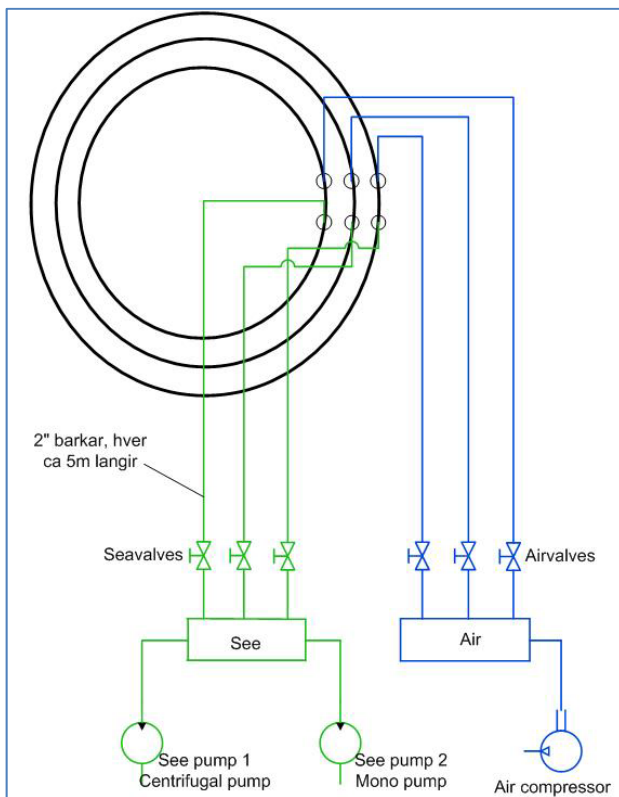 2" barkar, hver
ca 5m langir
Seavalves
Airvalves
See
Air
See pump 1
Centrifugal pump
See pump 2
Mono pump
Air compressor